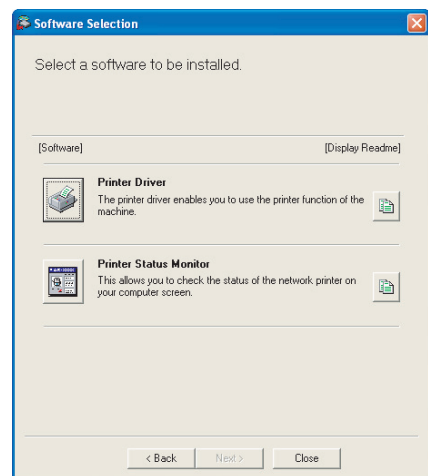 Software Selection
Select a software to be installed.
[Software] [Display Readme]
Printer Driver
The printer driver enables you to use the printer function of the
machine.
Printer Status Monitor
This allows you to check the status of the network printer on
your computer screen.
< Back Next > Close